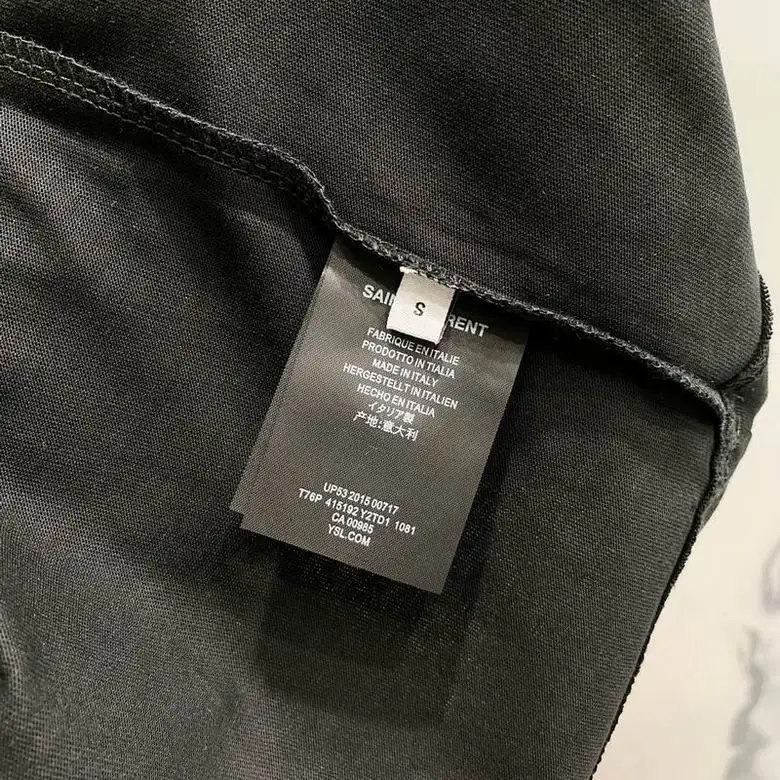 S
SAI RENT
FABRIQUE EN ITALIE
PRODOTTO IN TIALIA
MADE IN ITALY
HERGESTELLT IN ITALIEN
HECHO EN ITALIA
イタリア製
产地:意大利
UP53 2015 00717
T76P 415192 Y2TD1 1081
CA 00985
YSL.COM